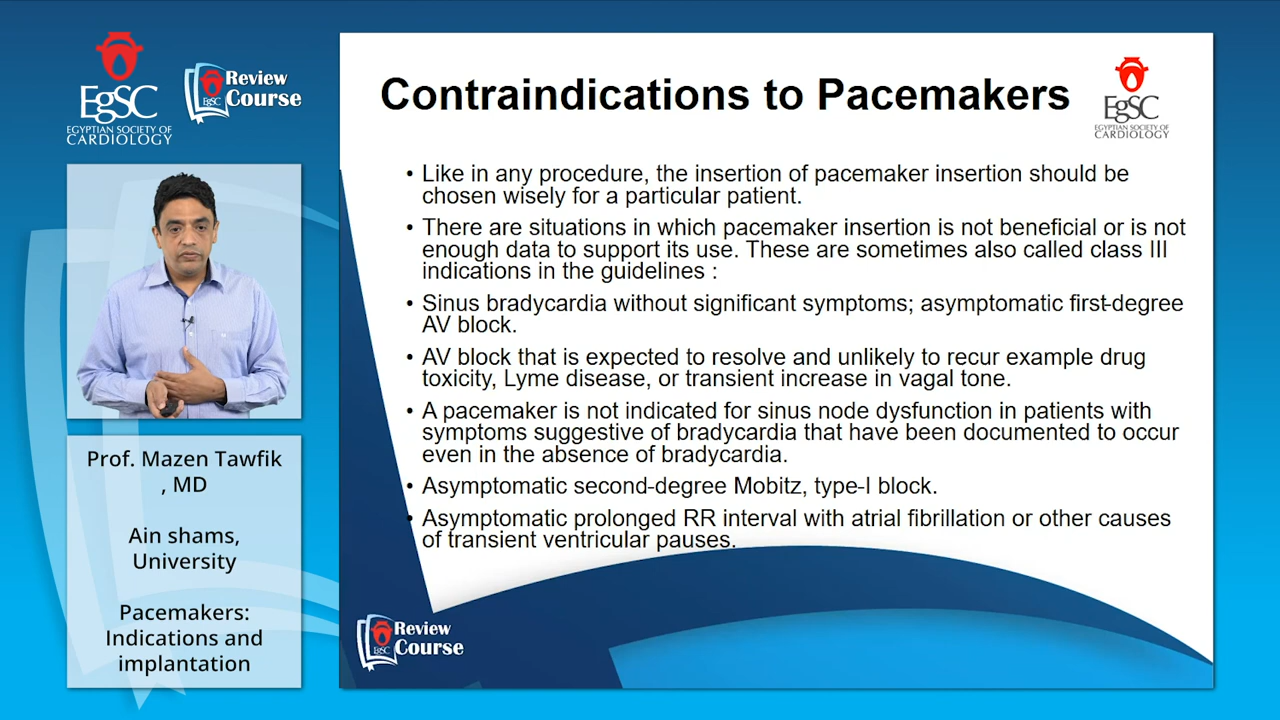 EgSC
EGYPTIAN SOCIETY OF
CARDIOLOGY
EgSC
Review
Course
Prof. Mazen Tawfik
, MD
Ain shams,
University
Pacemakers:
Indications and
implantation
Contraindications to Pacemakers
EgSC
EGYPTIAN SOCIETY OF
CARDIOLOGY
• Like in any procedure, the insertion of pacemaker insertion should be
chosen wisely for a particular patient.
• There are situations in which pacemaker insertion is not beneficial or is not
enough data to support its use. These are sometimes also called class III
indications in the guidelines :
• Sinus bradycardia without significant symptoms; asymptomatic first-degree
AV block.
• AV block that is expected to resolve and unlikely to recur example drug
toxicity, Lyme disease, or transient increase in vagal tone.
• A pacemaker is not indicated for sinus node dysfunction in patients with
symptoms suggestive of bradycardia that have been documented to occur
even in the absence of bradycardia.
• Asymptomatic second-degree Mobitz, type-I block.
• Asymptomatic prolonged RR interval with atrial fibrillation or other causes
of transient ventricular pauses.
EgSC
Review
Course